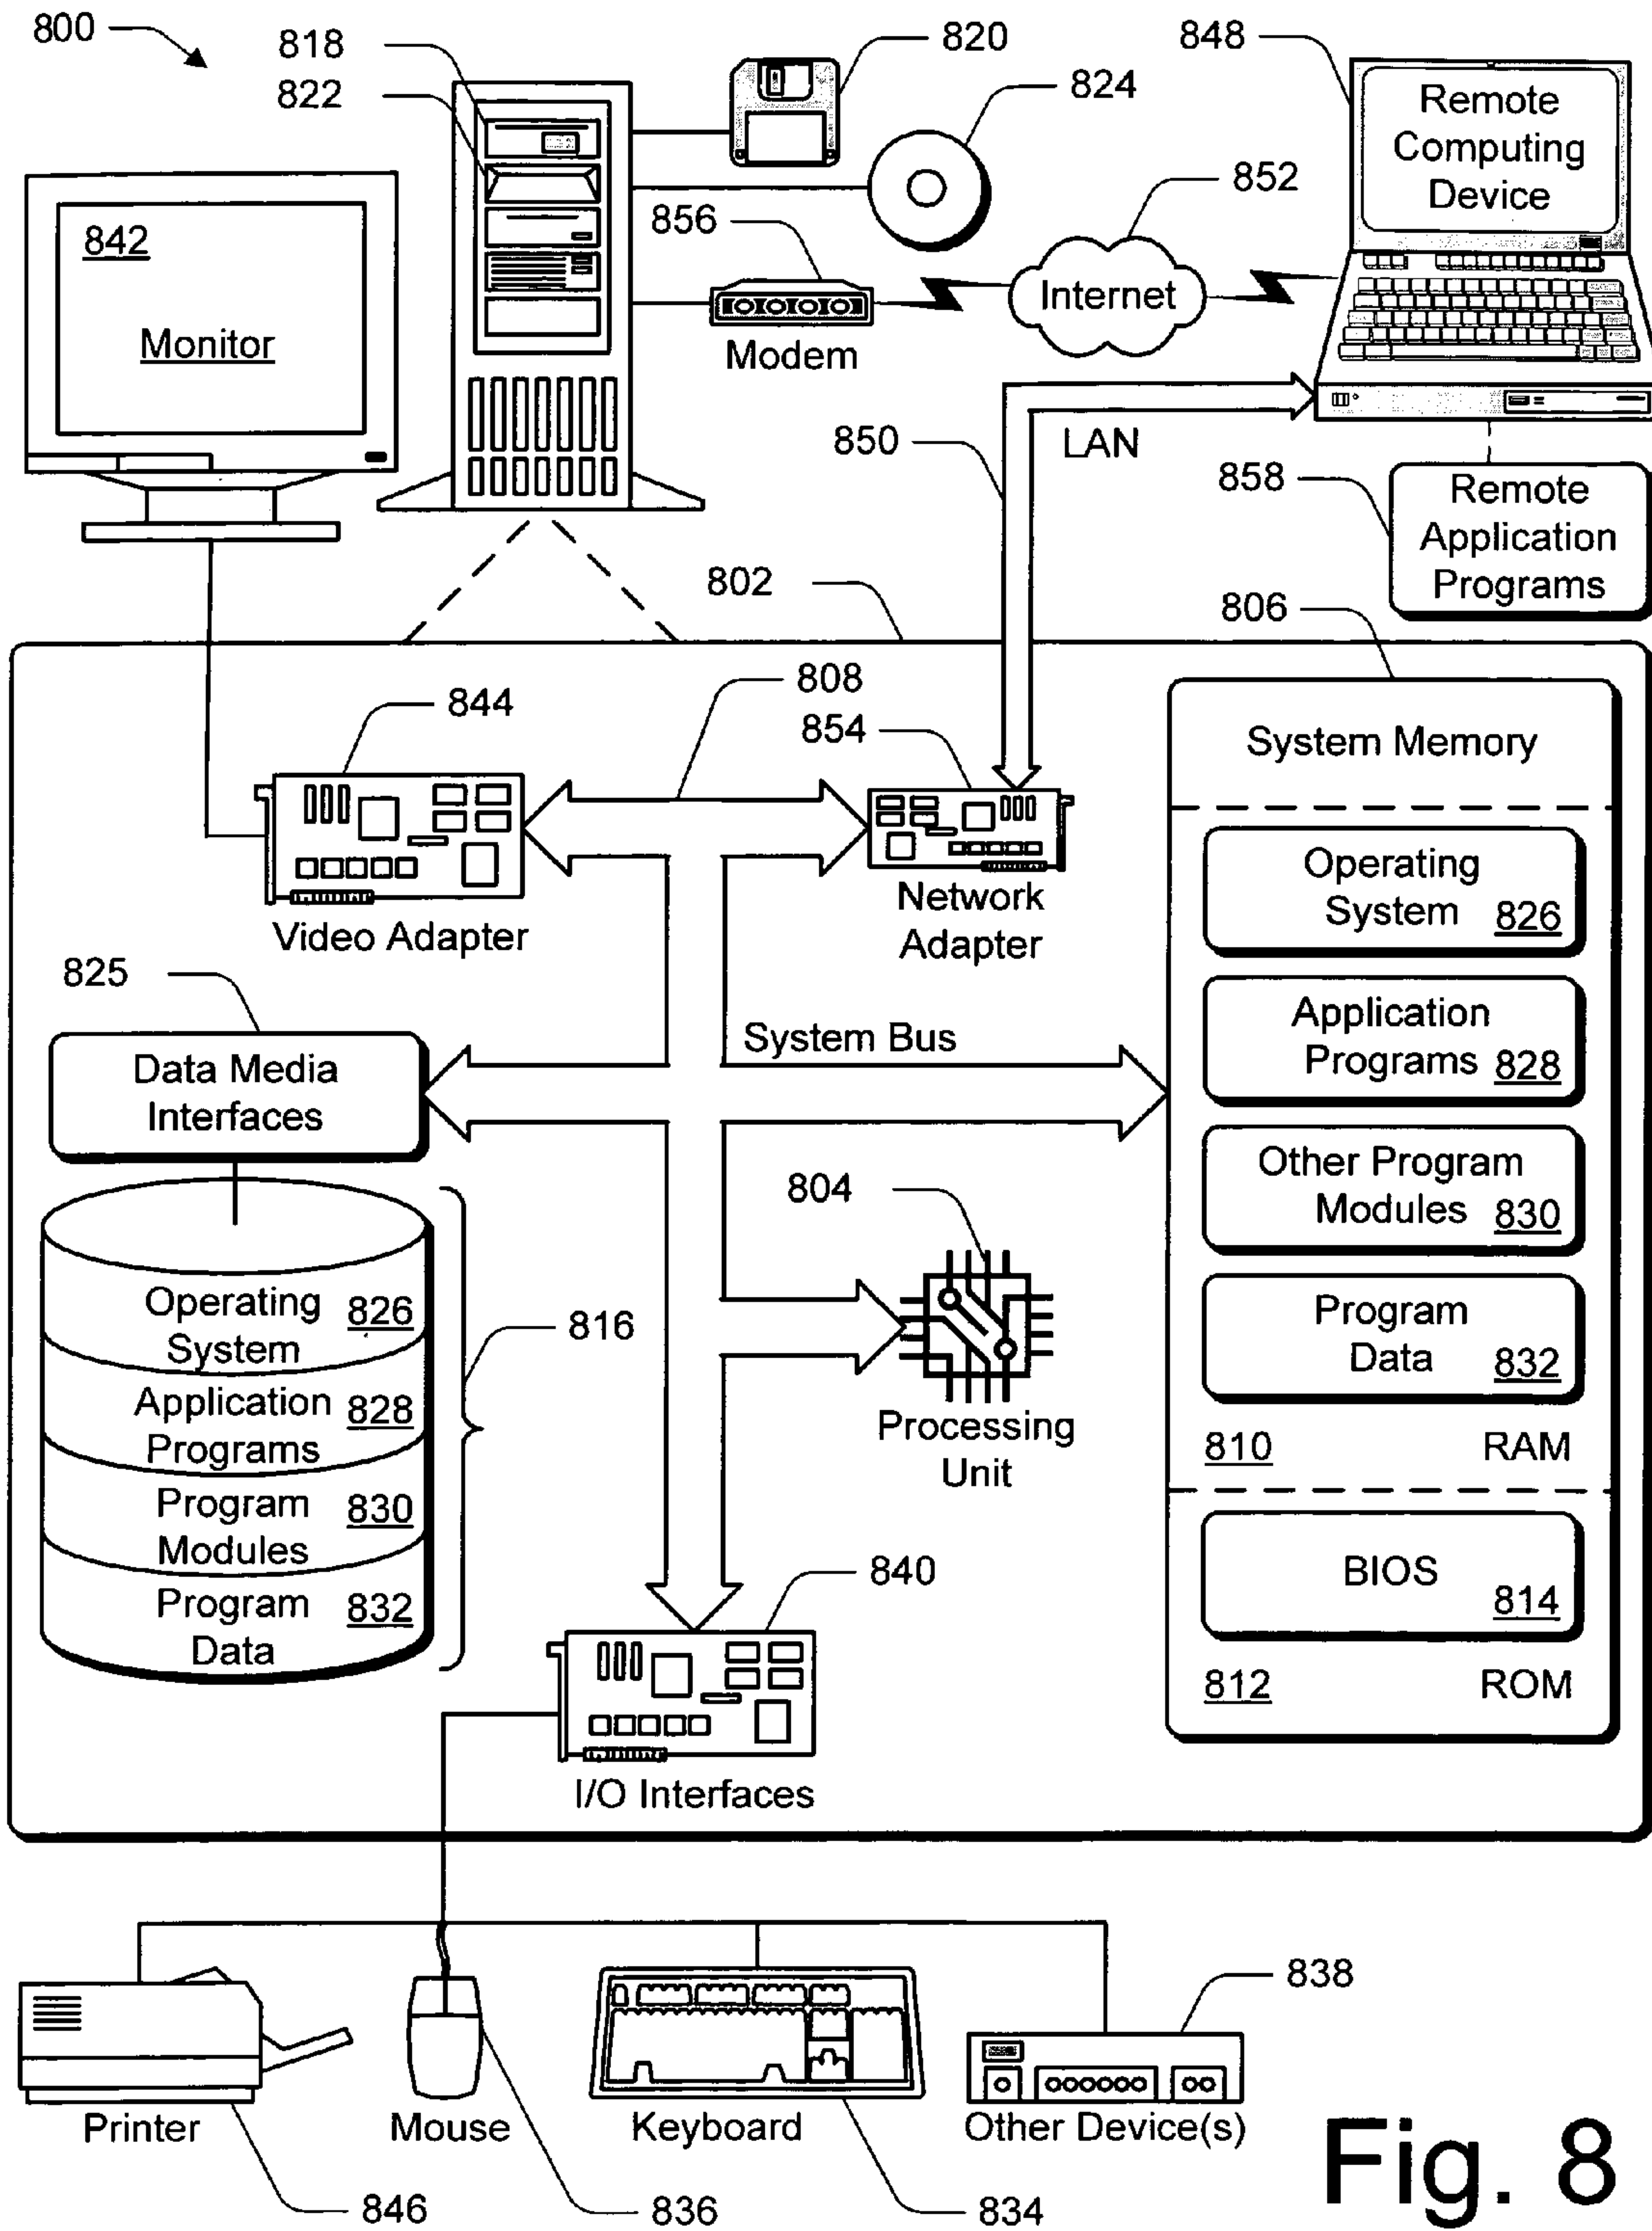 800
818
822
820
824
848
Remote
Computing
Device
852
856
842
Monitor
Internet
Modem
850
LAN
858
Remote
Application
Programs
802
806
808
844
854
System Memory
Operating
System 826
Video Adapter
Network
Adapter
825
Application
Programs 828
System Bus
Data Media
Interfaces
Other Program
Modules 830
804
Operating
System 826
816
Program
Data 832
Application
Programs 828
Processing
Unit
810 RAM
Program
Modules 830
BIOS
814
840
Program
Data 832
812 ROM
I/O Interfaces
838
Printer
Mouse
Keyboard
Other Device(s)
846
836
834
Fig. 8